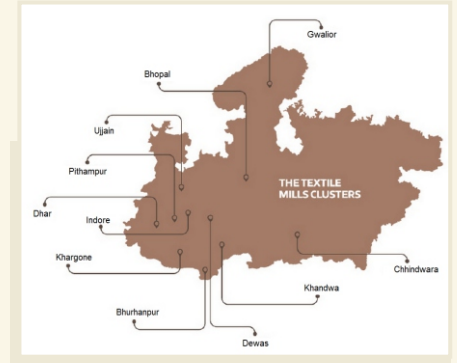 Gwalior
Bhopal
Ujjain
Pithampur
THE TEXTILE
MILLS CLUSTERS
Dhar
Indore
Khargone
Chhindwara
Khandwa
Bhurhanpur
Dewas